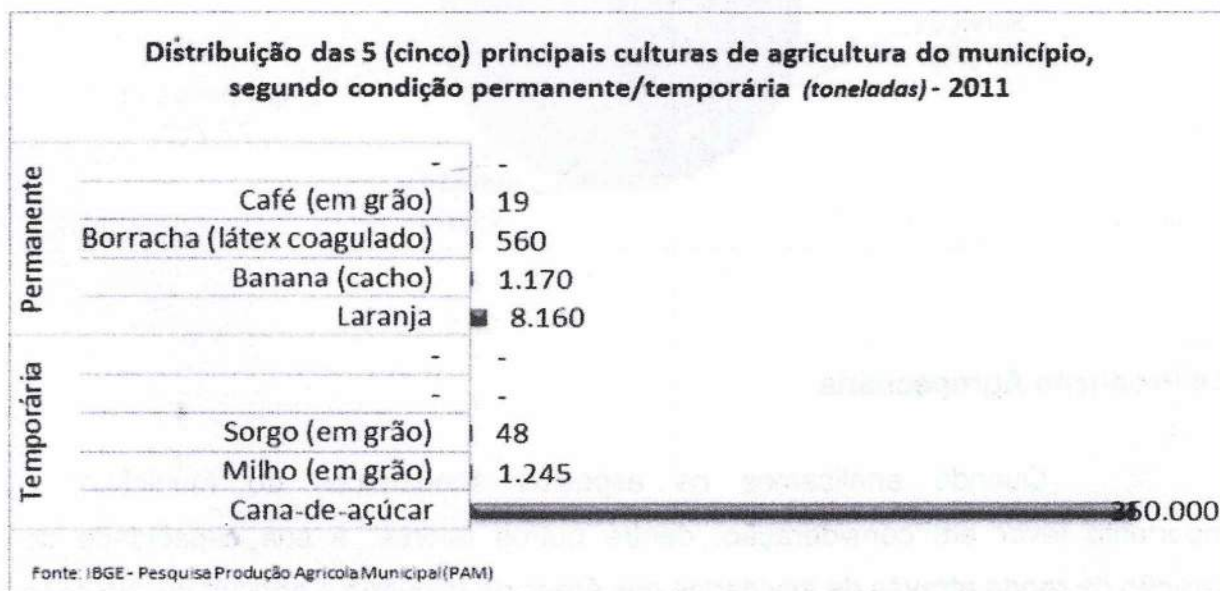 Distribuição das 5 (cinco) principais culturas de agricultura do município,
segundo condição permanente/temporária (toneladas) - 2011
Permanente
- -
Café (em grão) 19
Borracha (látex coagulado) 560
Banana (cacho) 1.170
Laranja 8.160
Temporária
- -
- -
Sorgo (em grão) 48
Milho (em grão) 1.245
Cana-de-açúcar 350.000
Fonte: IBGE - Pesquisa Produção Agrícola Municipal(PAM)